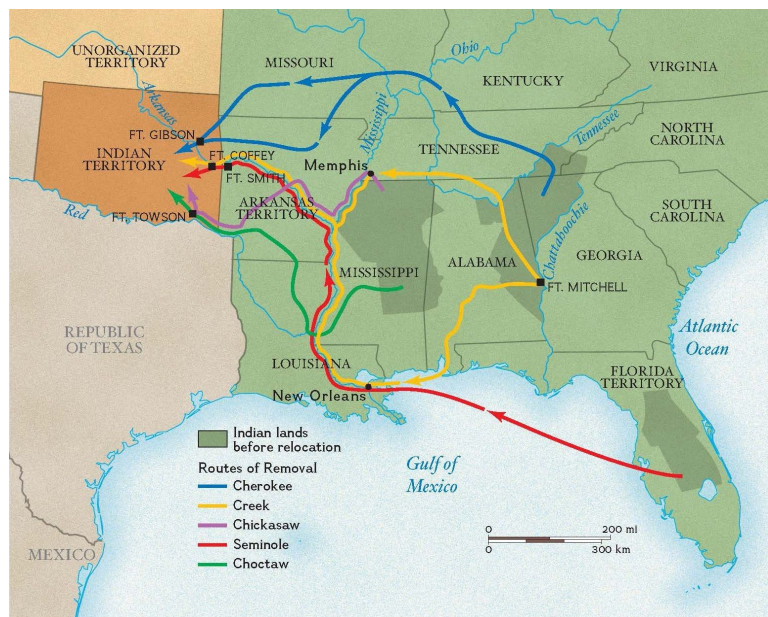 UNORGANIZED
TERRITORY
MISSOURI
Ohio
KENTUCKY
VIRGINIA
Arkansas
Mississippi
FT. GIBSON
INDIAN
TERRITORY
FT. COFFEY
FT. SMITH
Memphis
TENNESSEE
Tennessee
NORTH
CAROLINA
Red
FT. TOWSON
ARKANSAS
TERRITORY
SOUTH
CAROLINA
Chattahoochie
MISSISSIPPI
ALABAMA
GEORGIA
FT. MITCHELL
REPUBLIC
OF TEXAS
LOUISIANA
New Orleans
Atlantic
Ocean
FLORIDA
TERRITORY
Gulf of
Mexico
MEXICO
Indian lands
before relocation
Routes of Removal
Cherokee
Creek
Chickasaw
Seminole
Choctaw
0 200 mi
0 300 km